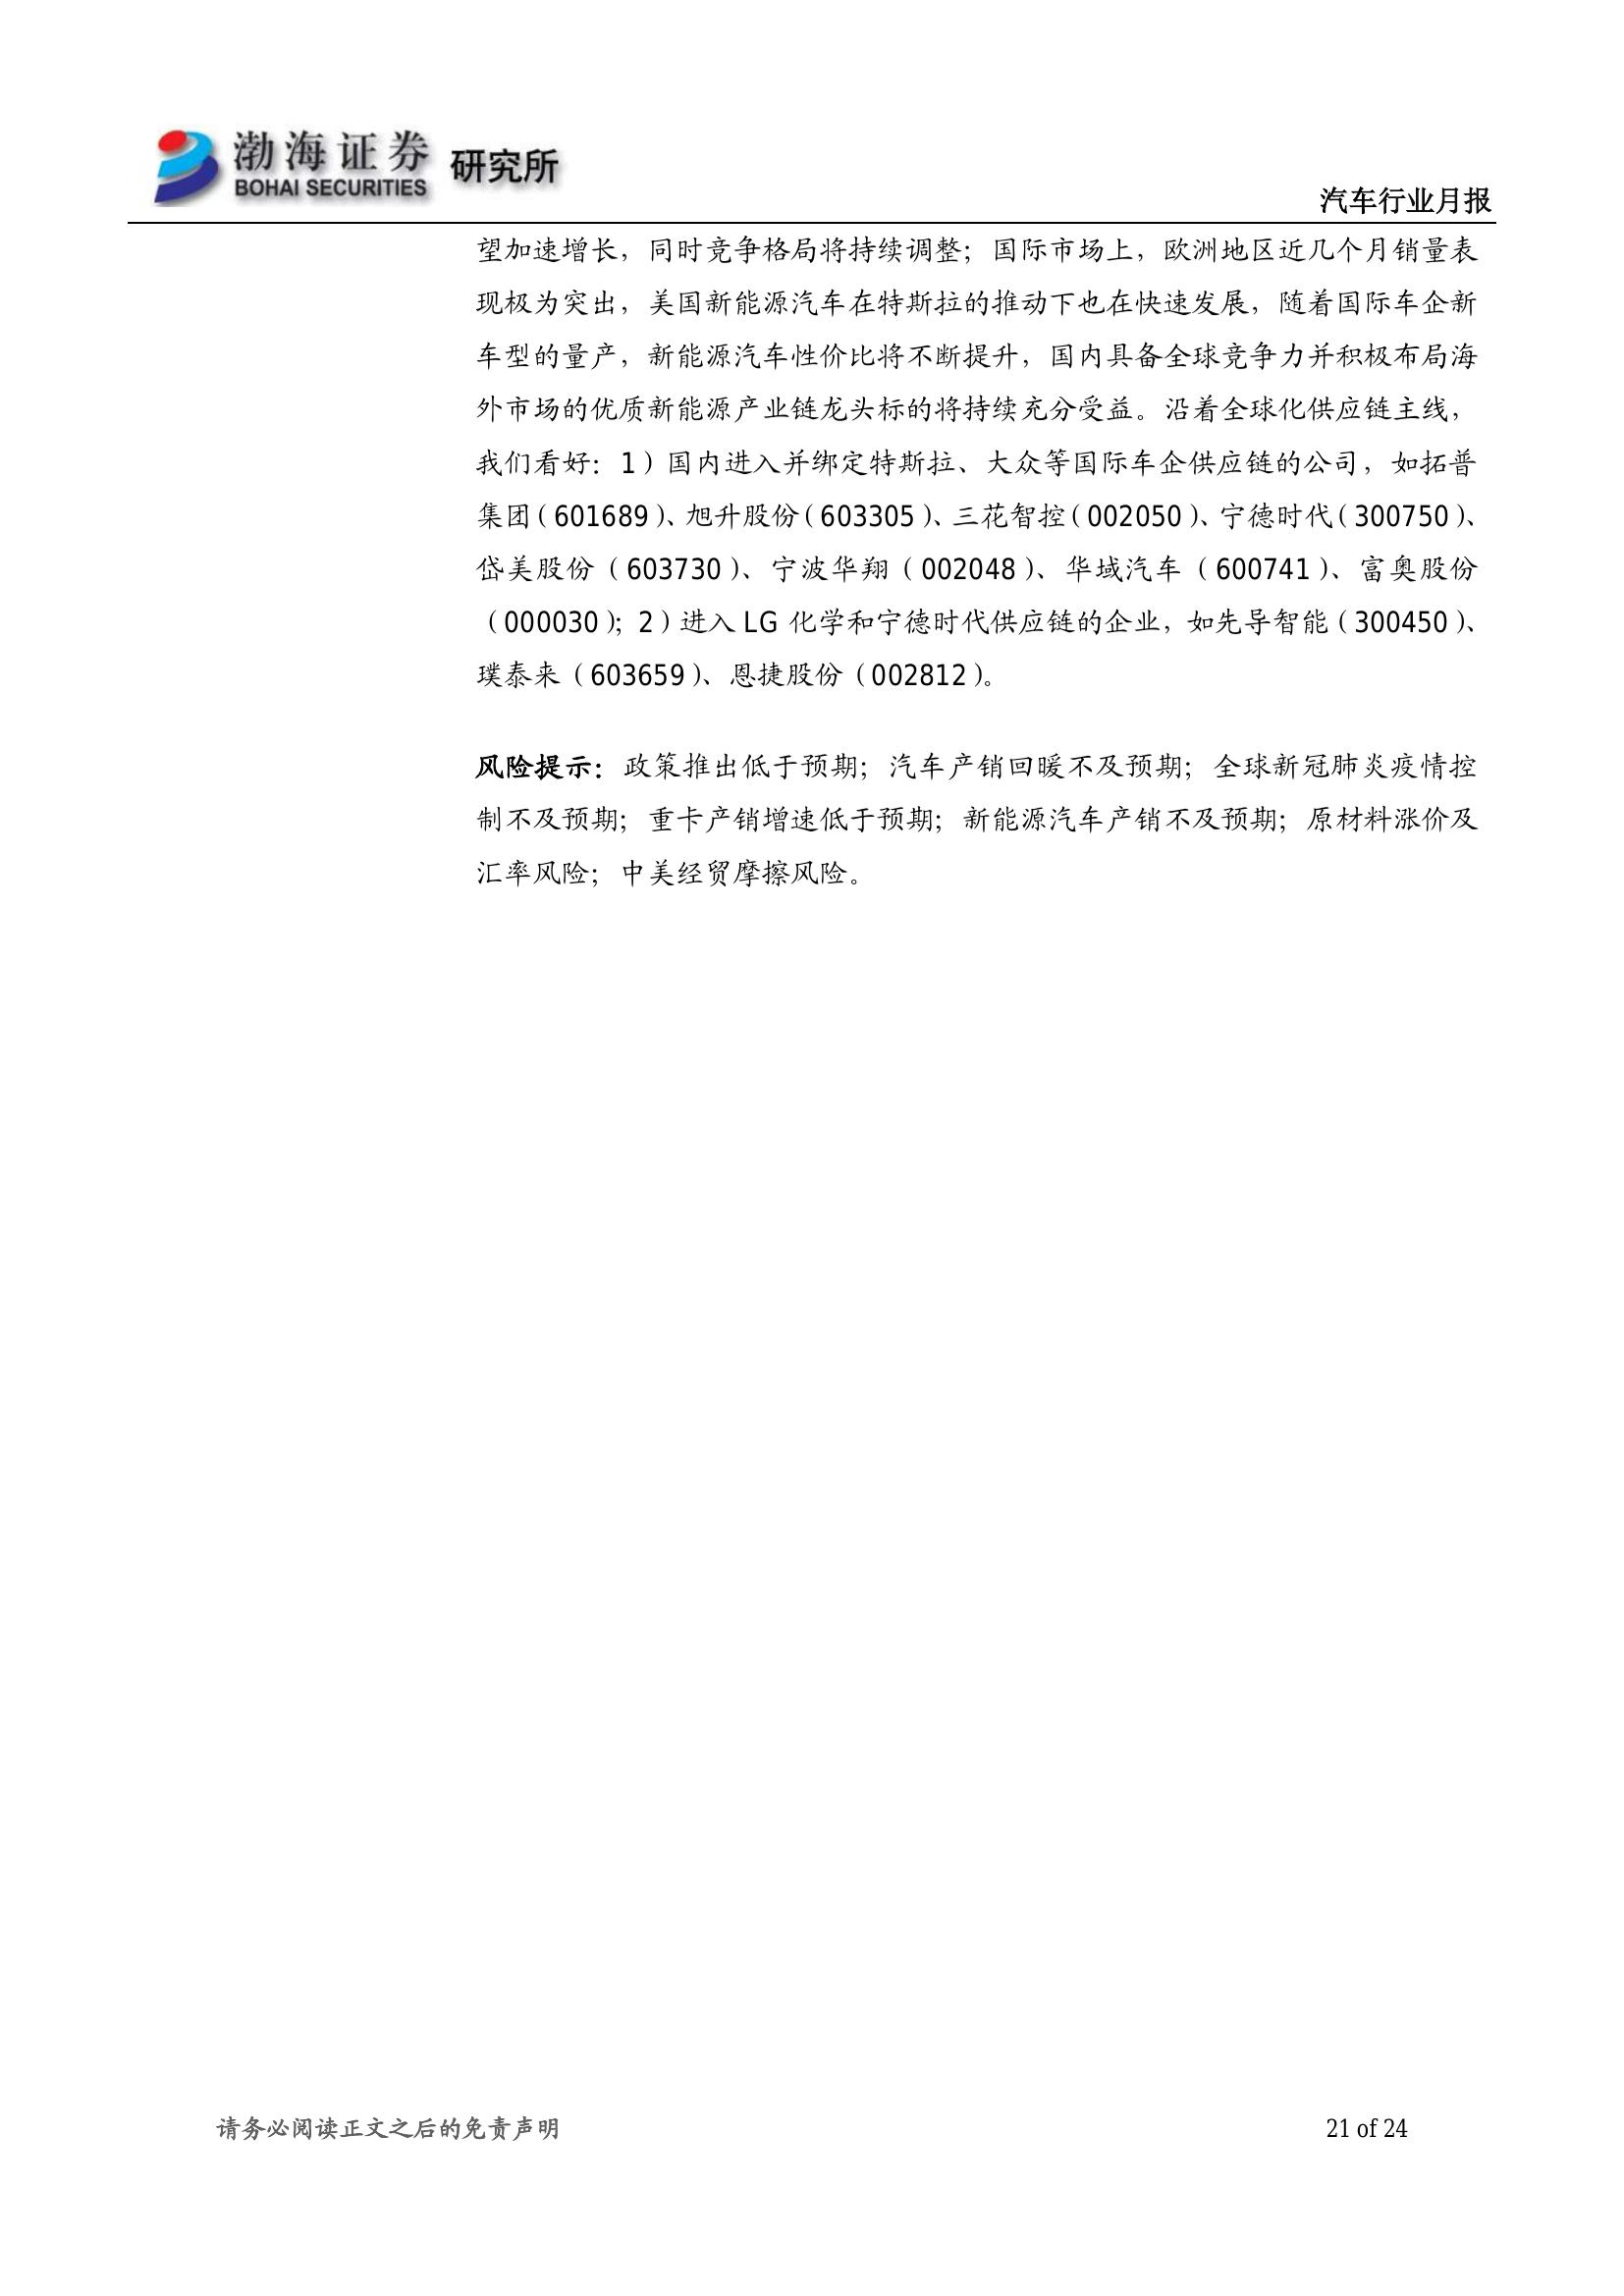 渤海证券 研究所
BOHAI SECURITIES
汽车行业月报
望加速增长，同时竞争格局将持续调整；国际市场上，欧洲地区近几个月销量表
现极为突出，美国新能源汽车在特斯拉的推动下也在快速发展，随着国际车企新
车型的量产，新能源汽车性价比将不断提升，国内具备全球竞争力并积极布局海
外市场的优质新能源产业链龙头标的将持续充分受益。沿着全球化供应链主线，
我们看好：1）国内进入并绑定特斯拉、大众等国际车企供应链的公司，如拓普
集团（601689）、旭升股份（603305）、三花智控（002050）、宁德时代（300750）、
岱美股份（603730）、宁波华翔（002048）、华域汽车（600741）、富奥股份
（000030）；2）进入 LG 化学和宁德时代供应链的企业，如先导智能（300450）、
璞泰来（603659）、恩捷股份（002812）。
风险提示：政策推出低于预期；汽车产销回暖不及预期；全球新冠肺炎疫情控
制不及预期；重卡产销增速低于预期；新能源汽车产销不及预期；原材料涨价及
汇率风险；中美经贸摩擦风险。
请务必阅读正文之后的免责声明
21 of 24